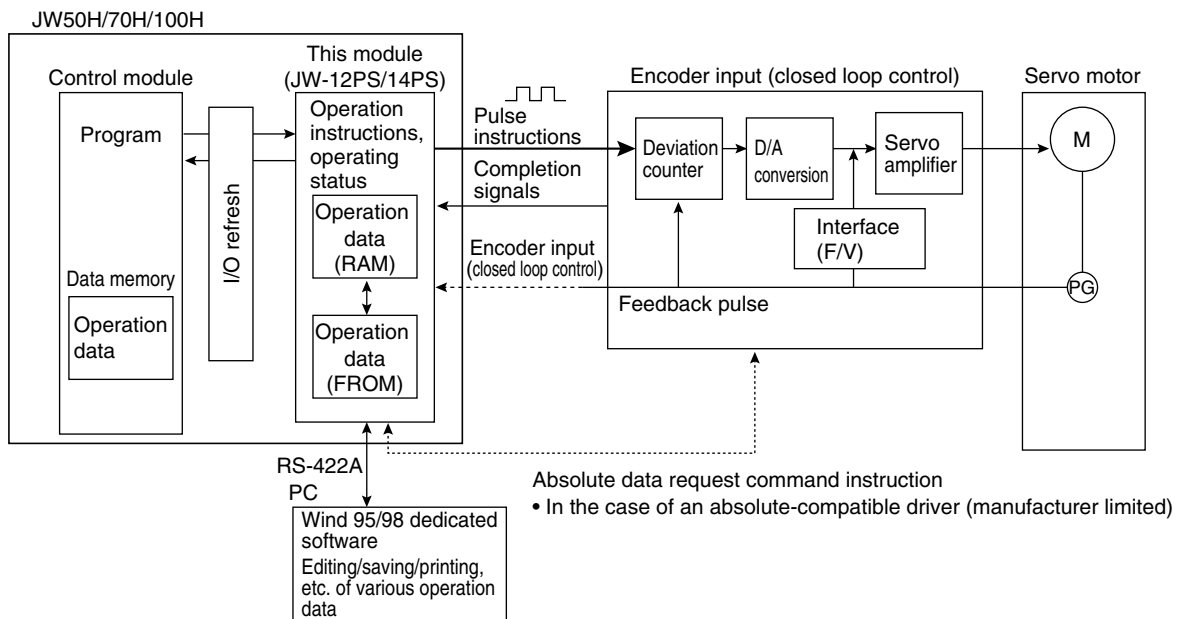 JW50H/70H/100H
Control module
Program
Data memory
Operation
data
I/O refresh
This module
(JW-12PS/14PS)
Operation
instructions,
operating
status
Operation
data
(RAM)
Operation
data
(FROM)
Pulse
instructions
Completion
signals
Encoder input
(closed loop control)
Encoder input (closed loop control)
Deviation
counter
D/A
conversion
Servo
amplifier
Interface
(F/V)
Feedback pulse
Servo motor
M
PG
RS-422A
PC
Wind 95/98 dedicated
software
Editing/saving/printing,
etc. of various operation
data
Absolute data request command instruction
• In the case of an absolute-compatible driver (manufacturer limited)